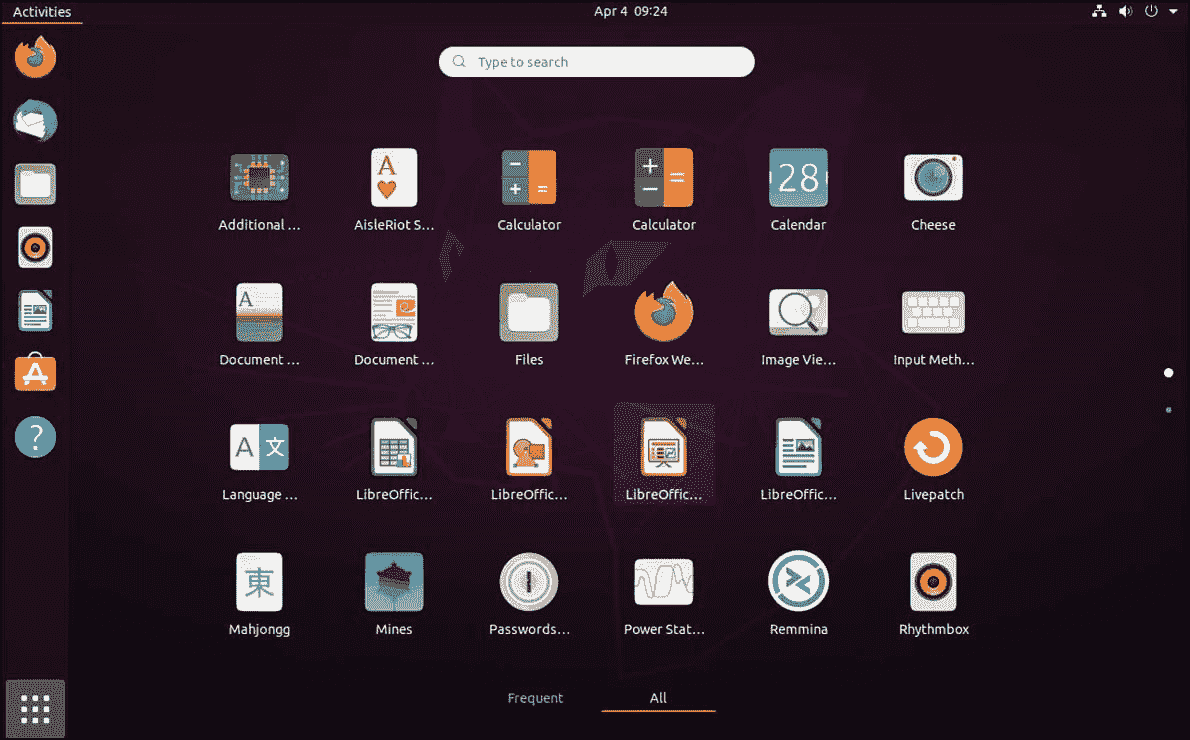 Activities
Apr 4 09:24
Type to search
A
28
Additional ...
AisleRiot S...
Calculator
Calculator
Calendar
Cheese
A
Document ...
Document ...
Files
Firefox We...
Image Vie...
Input Meth...
?
A 文
Language ...
LibreOffic...
LibreOffic...
LibreOffic...
LibreOffic...
Livepatch
東
Mahjongg
Mines
Passwords...
Power Stat...
Remmina
Rhythmbox
Frequent
All